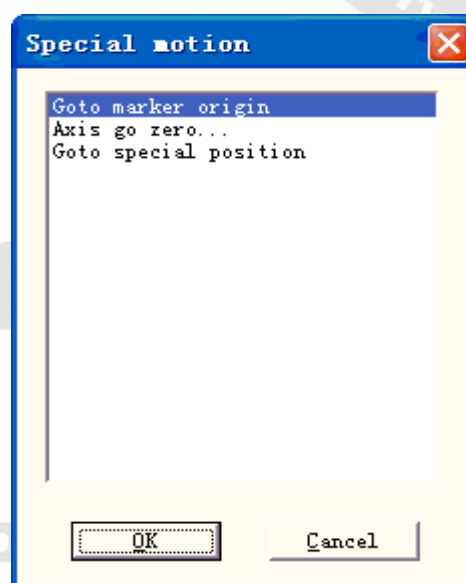 Special motion
Goto marker origin
Axis go zero...
Goto special position
OK
Cancel